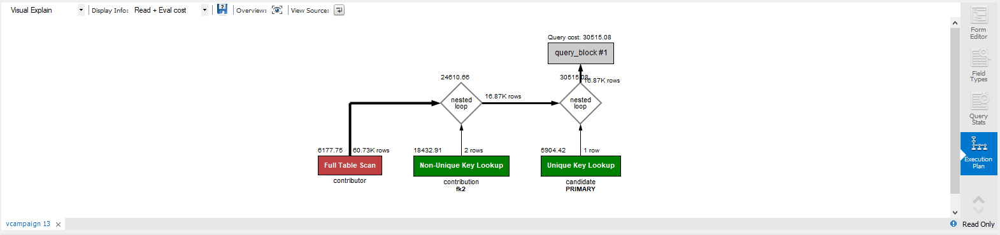 Visual Explain
Display Info:
Read + Eval cost
Overview:
View Source:
Query cost: 30515.08
query_block #1
24610.66
30515.08
16.87K rows
nested
loop
16.87K rows
nested
loop
6177.75
60.73K rows
18432.91
2 rows
5904.42
1 row
Full Table Scan
Non-Unique Key Lookup
Unique Key Lookup
contributor
contribution
fk2
candidate
PRIMARY
Form
Editor
Field
Types
Query
Stats
Execution
Plan
vcampaign 13
Read Only